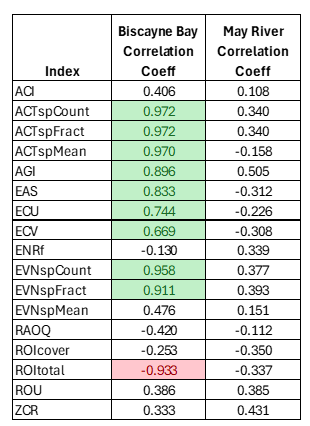 Index Biscayne Bay Correlation Coeff May River Correlation Coeff
ACI 0.406 0.108
ACTspCount 0.972 0.340
ACTspFract 0.972 0.340
ACTspMean 0.970 -0.158
AGI 0.896 0.505
EAS 0.833 -0.312
ECU 0.744 -0.226
ECV 0.669 -0.308
ENRf -0.130 0.339
EVNspCount 0.958 0.377
EVNspFract 0.911 0.393
EVNspMean 0.476 0.151
RAOQ -0.420 -0.112
ROIcover -0.253 -0.350
ROItotal -0.933 -0.337
ROU 0.386 0.385
ZCR 0.333 0.431